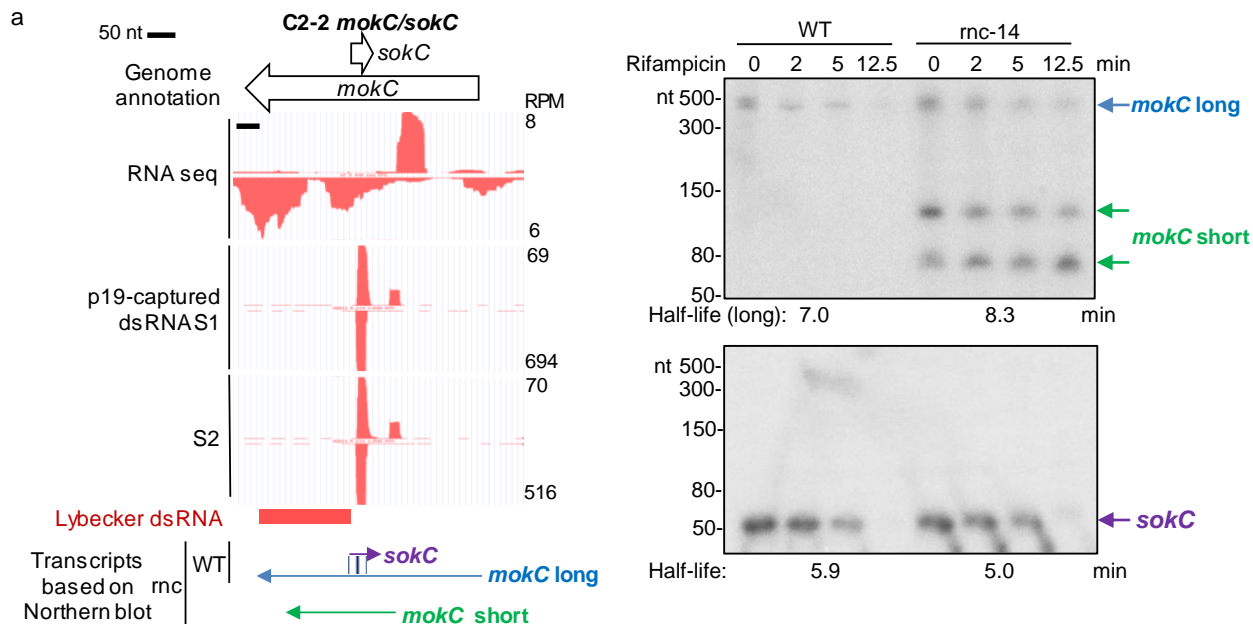 a
50 nt
C2-2 mokC/sokC
sokC
Genome
annotation
mokC
RPM
8
RNA seq
6
69
p19-captured
dsRNA S1
694
70
S2
516
Lybecker dsRNA
Transcripts
based on
Northern blot
rnc
WT
sokC
mokC long
mokC short
WT
rnc-14
Rifampicin 0 2 5 12.5 0 2 5 12.5 min
nt 500-
300-
150-
80-
50-
mokC long
mokC short
Half-life (long): 7.0 8.3 min
nt 500-
300-
150-
80-
50-
sokC
Half-life: 5.9 5.0 min